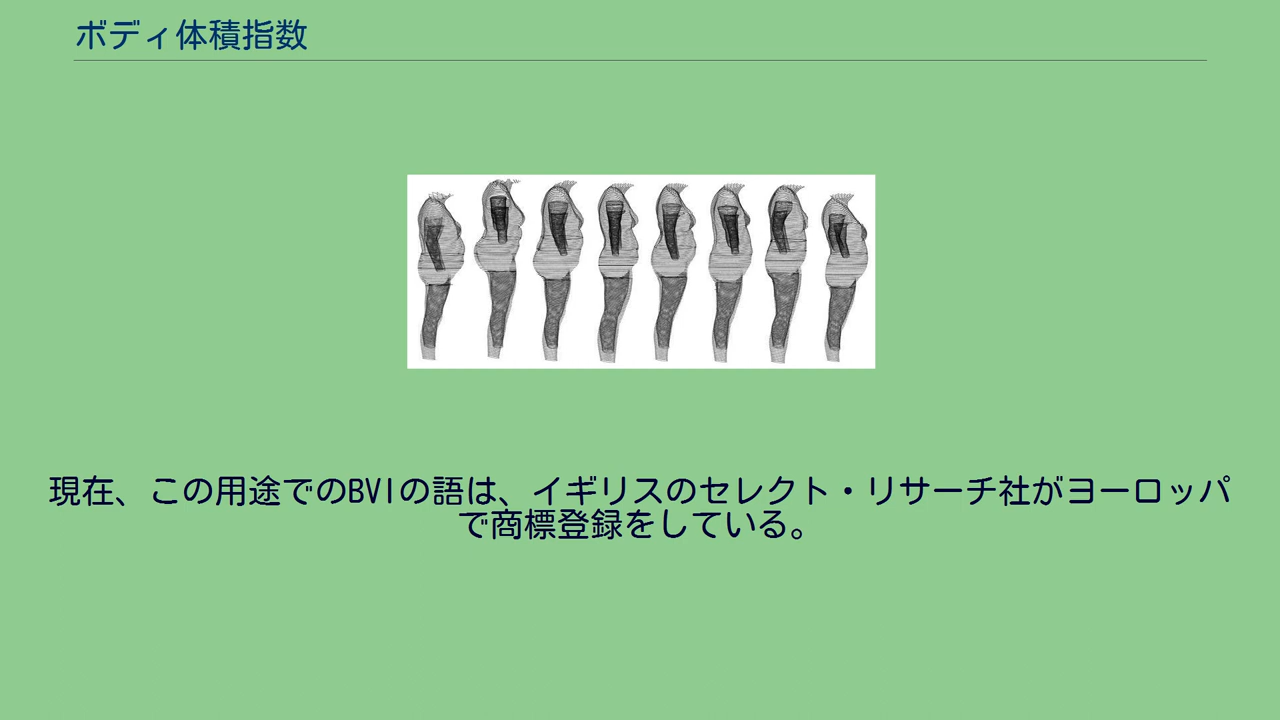 ボディ体積指数
現在、この用途でのBVIの語は、イギリスのセレクト・リサーチ社がヨーロッパ
で商標登録をしている。